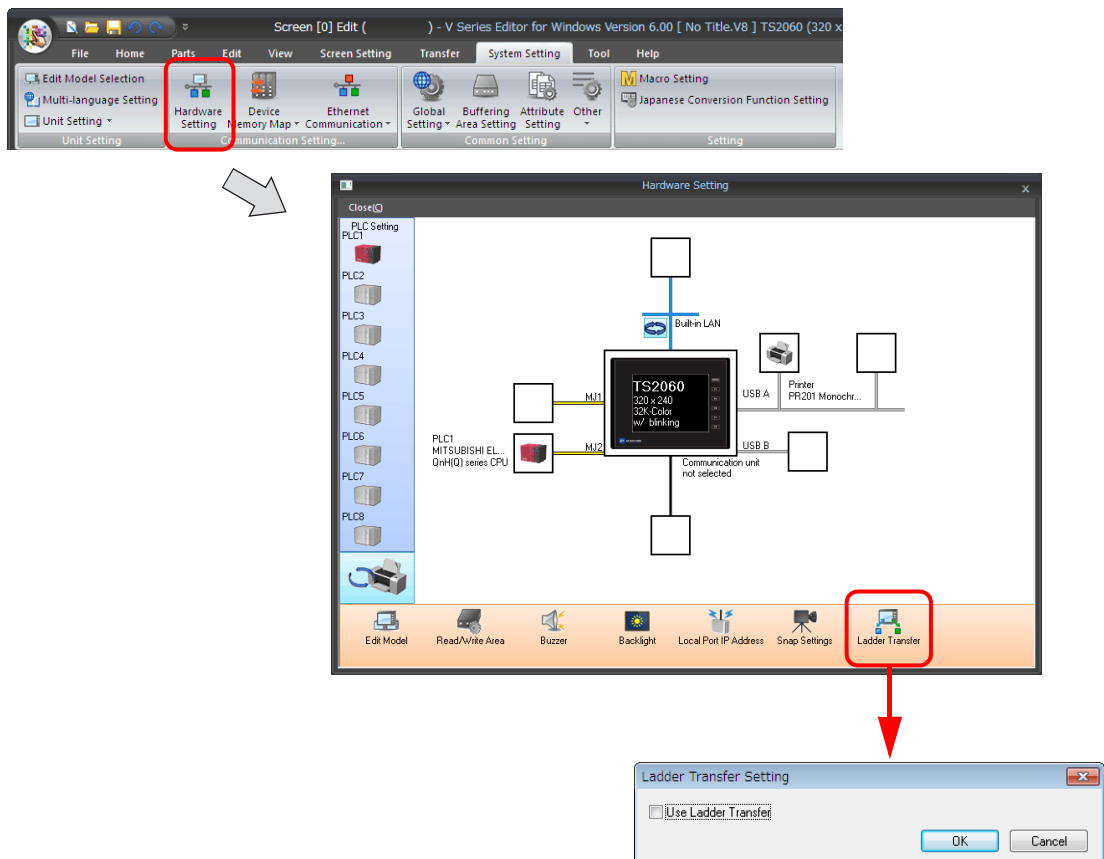 Screen [0] Edit ( ) - V Series Editor for Windows Version 6.00 [ No Title.V8 ] TS2060 (320 x
File Home Parts Edit View Screen Setting Transfer System Setting Tool Help
Edit Model Selection
Multi-language Setting
Unit Setting
Unit Setting
Hardware Setting
Device Memory Map
Ethernet Communication
Communication Setting...
Global Setting
Buffering Area Setting
Attribute Setting
Other
Common Setting
Macro Setting
Japanese Conversion Function Setting
Setting
Hardware Setting
x
Close(C)
PLC Setting
PLC1
PLC2
PLC3
PLC4
PLC5
PLC6
PLC7
PLC8
Built-in LAN
TS2060
320 x 240
32K-Color
w/ blinking
MJ1
MJ2
PLC1
MITSUBISHI EL...
QnH(Q) series CPU
USB A
Printer
PR201 Monochr...
USB B
Communication unit
not selected
Edit Model
Read/Write Area
Buzzer
Backlight
Local Port IP Address
Snap Settings
Ladder Transfer
Ladder Transfer Setting
Use Ladder Transfer
OK
Cancel